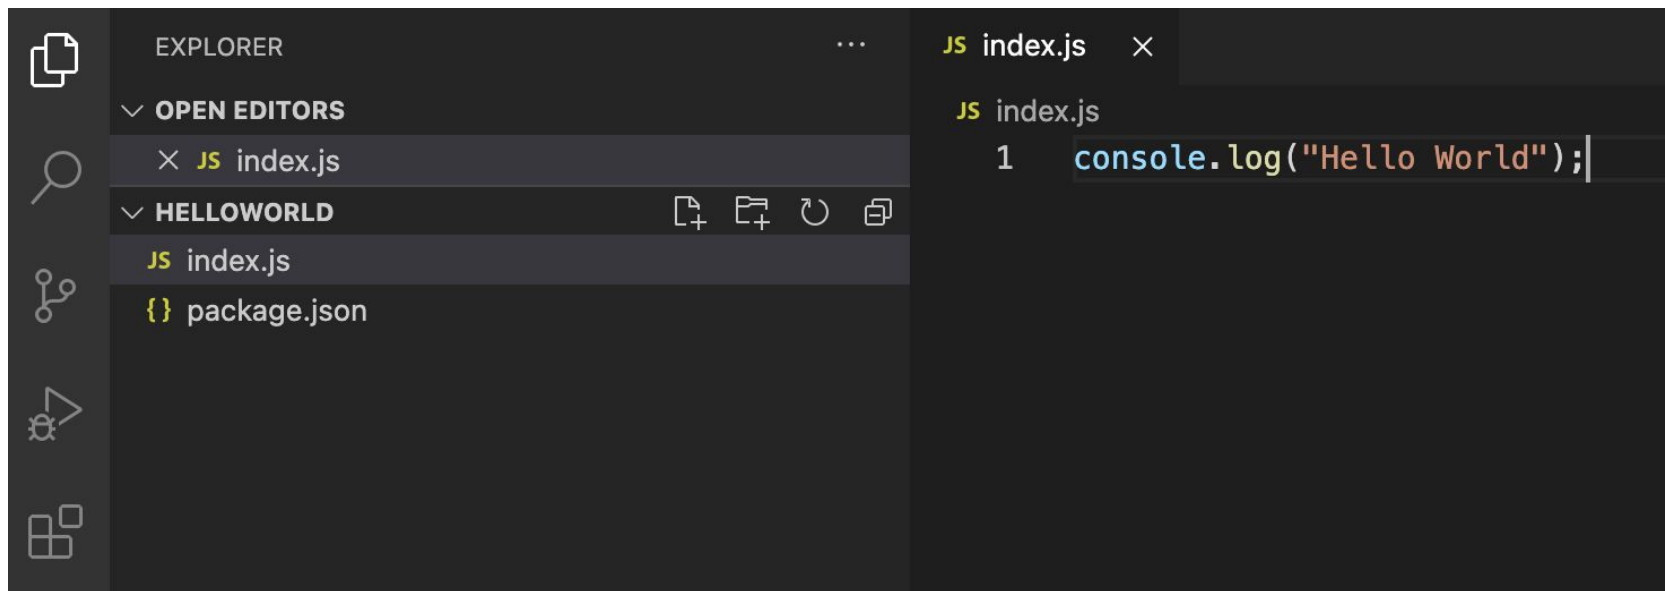 EXPLORER ...
OPEN EDITORS
JS index.js
HELLOWORLD
JS index.js
{} package.json
JS index.js
JS index.js
1 console.log("Hello World");